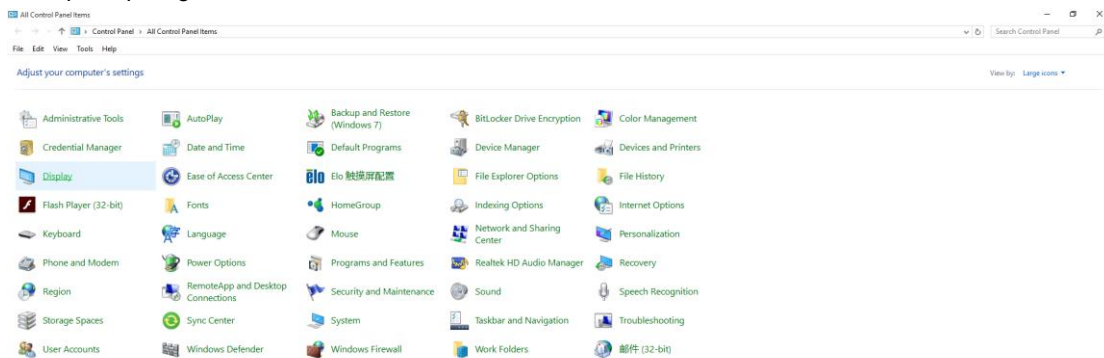 All Control Panel Items
Control Panel › All Control Panel Items
Search Control Panel
File Edit View Tools Help
Adjust your computer's settings
View by: Large icons
Administrative Tools
AutoPlay
Backup and Restore
(Windows 7)
BitLocker Drive Encryption
Color Management
Credential Manager
Date and Time
Default Programs
Device Manager
Devices and Printers
Display
Ease of Access Center
elo
Elo 触摸屏配置
File Explorer Options
File History
Flash Player (32-bit)
Fonts
HomeGroup
Indexing Options
Internet Options
Keyboard
Language
Mouse
Network and Sharing
Center
Personalization
Phone and Modem
Power Options
Programs and Features
Realtek HD Audio Manager
Recovery
Region
RemoteApp and Desktop
Connections
Security and Maintenance
Sound
Speech Recognition
Storage Spaces
Sync Center
System
Taskbar and Navigation
Troubleshooting
User Accounts
Windows Defender
Windows Firewall
Work Folders
邮件 (32-bit)